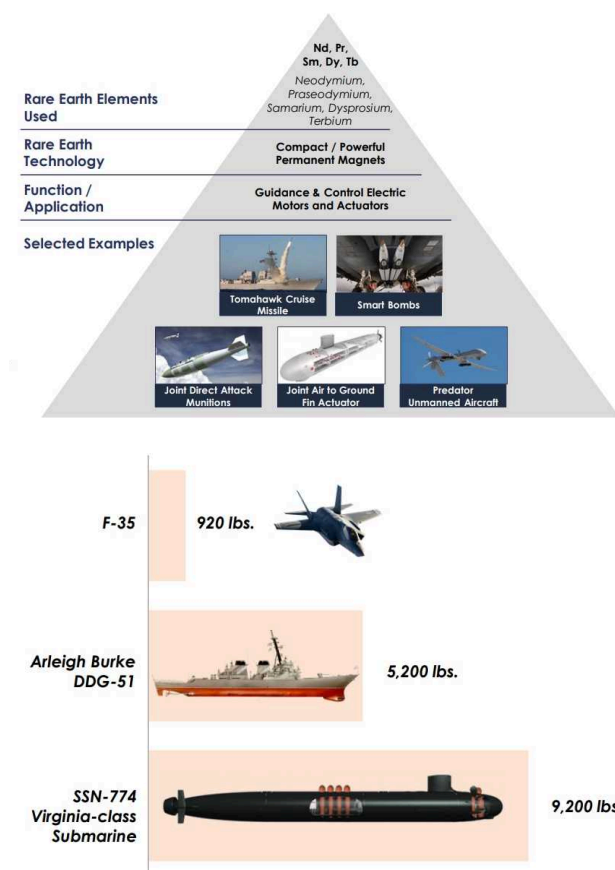 Nd, Pr,
Sm, Dy, Tb
Neodymium,
Praseodymium,
Samarium, Dysprosium,
Terbium
Rare Earth Elements
Used
Rare Earth
Technology
Compact / Powerful
Permanent Magnets
Function /
Application
Guidance & Control Electric
Motors and Actuators
Selected Examples
Tomahawk Cruise
Missile
Smart Bombs
Joint Direct Attack
Munitions
Joint Air to Ground
Fin Actuator
Predator
Unmanned Aircraft
F-35
920 lbs.
Arleigh Burke
DDG-51
5,200 lbs.
SSN-774
Virginia-class
Submarine
9,200 lbs